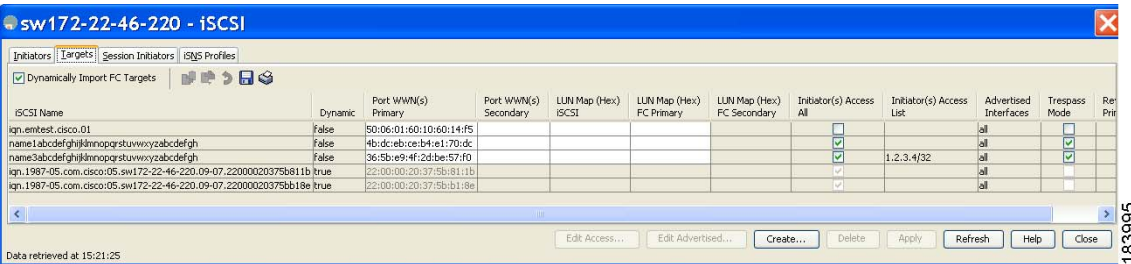 sw172-22-46-220 - iSCSI
Initiators Targets Session Initiators iSNS Profiles
Dynamically Import FC Targets
Port WWN(s) Port WWN(s) LUN Map (Hex) LUN Map (Hex) LUN Map (Hex) Initiator(s) Access Initiator(s) Access Advertised Trespass Rev
iSCSI Name Dynamic Primary Secondary iSCSI FC Primary FC Secondary All List Interfaces Mode Prir
iqn.emtest.cisco.01 false 50:06:01:60:10:60:14:f5 all
name1abcdefghijklmnopqrstuvwxyzabcdefgh false 4b:dc:eb:ce:b4:e1:70:dc all
name3abcdefghijklmnopqrstuvwxyzabcdefgh false 36:5b:e9:4f:2d:be:57:f0 1.2.3.4/32 all
iqn.1987-05.com.cisco:05.sw172-22-46-220.09-07.22000020375b811b true 22:00:00:20:37:5b:81:1b all
iqn.1987-05.com.cisco:05.sw172-22-46-220.09-07.22000020375bb18e true 22:00:00:20:37:5b:b1:8e all
Edit Access... Edit Advertised... Create... Delete Apply Refresh Help Close
Data retrieved at 15:21:25
183995